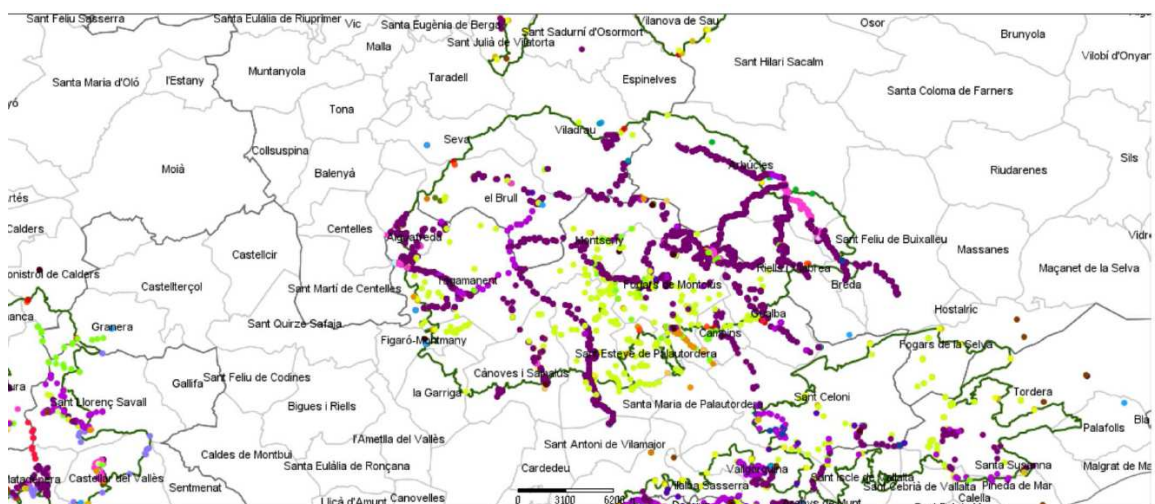 Sant Feliu Sasserra
Santa Eulàlia de Riuprimer
Vic
Santa Eugènia de Berga
Vilanova de Sau
Osor
Sant Sadurní d'Osormort
Brunyola
Malla
Sant Julià de Vilatorta
Vilobí d'Onyar
Sant Hilari Sacalm
Muntanyola
Santa Maria d'Oló
l'Estany
Taradell
Espinelves
Santa Coloma de Farners
Tona
Viladrau
Seva
Collsuspina
Sils
Arbúcies
Moià
Balenyà
Riudarenes
el Brull
Calders
Centelles
Aiguafreda
Montseny
Sant Feliu de Buixalleu
Massanes
Castellcir
Riells i Viabrea
Maçanet de la Selva
Castellterçol
Sant Martí de Centelles
Tagamanent
Fogars de Montclús
Breda
Hostalric
Granera
Sant Quirze Safaja
Gualba
Figaró-Montmany
Campins
Fogars de la Selva
Sant Esteve de Palautordera
Gallifa
Sant Feliu de Codines
Cànoves i Samalús
la Garriga
Tordera
Sant Llorenç Savall
Bigues i Riells
Santa Maria de Palautordera
Sant Celoni
Palafolls
l'Ametlla del Vallès
Sant Antoni de Vilamajor
Caldes de Montbui
Santa Eulàlia de Ronçana
Cardedeu
Vallgorguina
Santa Susanna
Malgrat de Mar
Castellar del Vallès
Sentmenat
Vilalba Sasserra
Sant Iscle de Vallalta
Sant Cebrià de Vallalta
Pineda de Mar
Lliçà d'Amunt
Canovelles
0
3100
6200
Calella